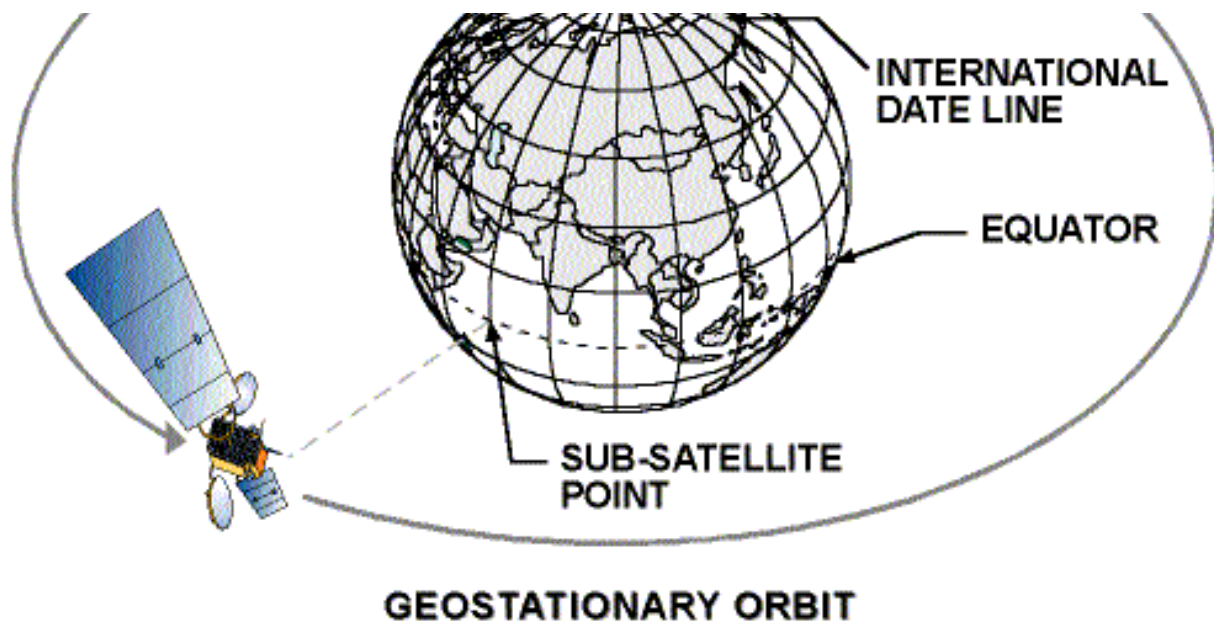 INTERNATIONAL
DATE LINE
EQUATOR
SUB-SATELLITE
POINT
GEOSTATIONARY ORBIT